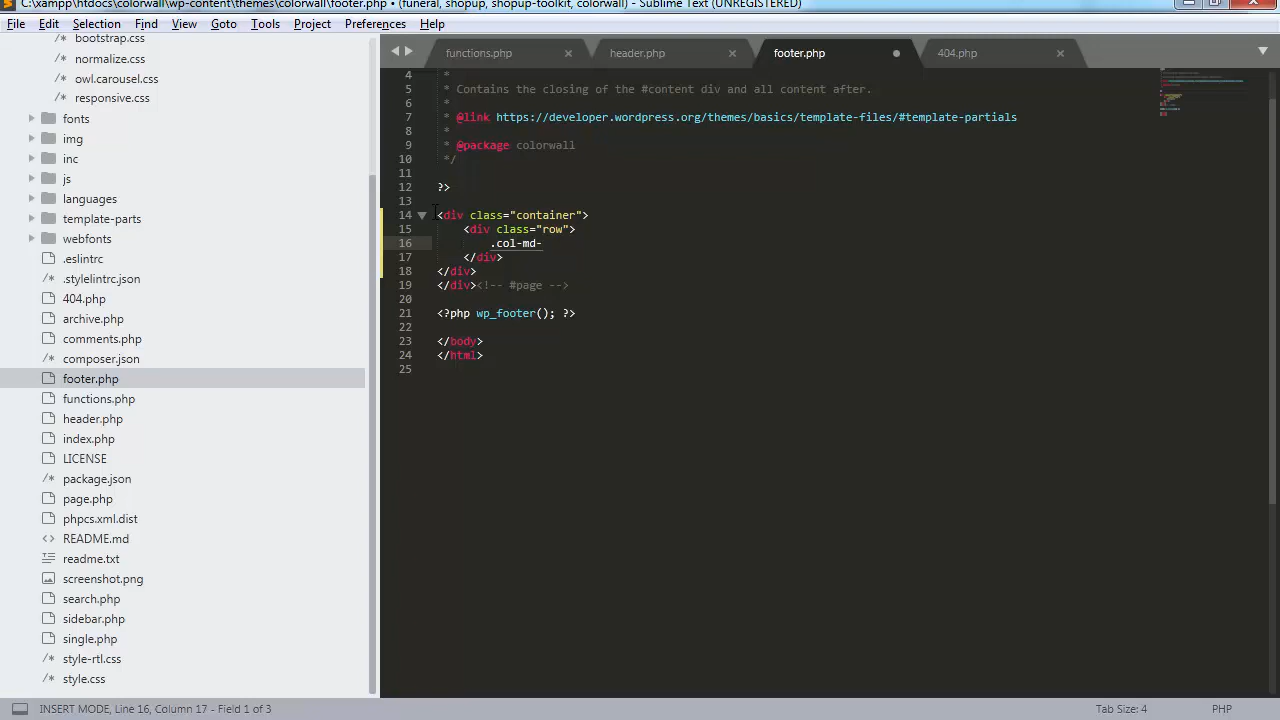 C:\xampp\htdocs\colorwall\wp-content\themes\colorwall\footer.php • (funeral, shopup, shopup-toolkit, colorwall) - Sublime Text (UNREGISTERED)
File Edit Selection Find View Goto Tools Project Preferences Help
bootstrap.css
normalize.css
owl.carousel.css
responsive.css
fonts
img
inc
js
languages
template-parts
webfonts
.eslintrc
.stylelintrc.json
404.php
archive.php
comments.php
composer.json
footer.php
functions.php
header.php
index.php
LICENSE
package.json
page.php
phpcs.xml.dist
README.md
readme.txt
screenshot.png
search.php
sidebar.php
single.php
style-rtl.css
style.css
functions.php header.php footer.php 404.php
4 *
5 * Contains the closing of the #content div and all content after.
6 *
7 * @link https://developer.wordpress.org/themes/basics/template-files/#template-partials
8 *
9 * @package colorwall
10 */
11
12 ?>
13
14 <div class="container">
15 <div class="row">
16 .col-md-
17 </div>
18 </div>
19 </div><!-- #page -->
20
21 <?php wp_footer(); ?>
22
23 </body>
24 </html>
25
INSERT MODE, Line 16, Column 17 - Field 1 of 3
Tab Size: 4
PHP